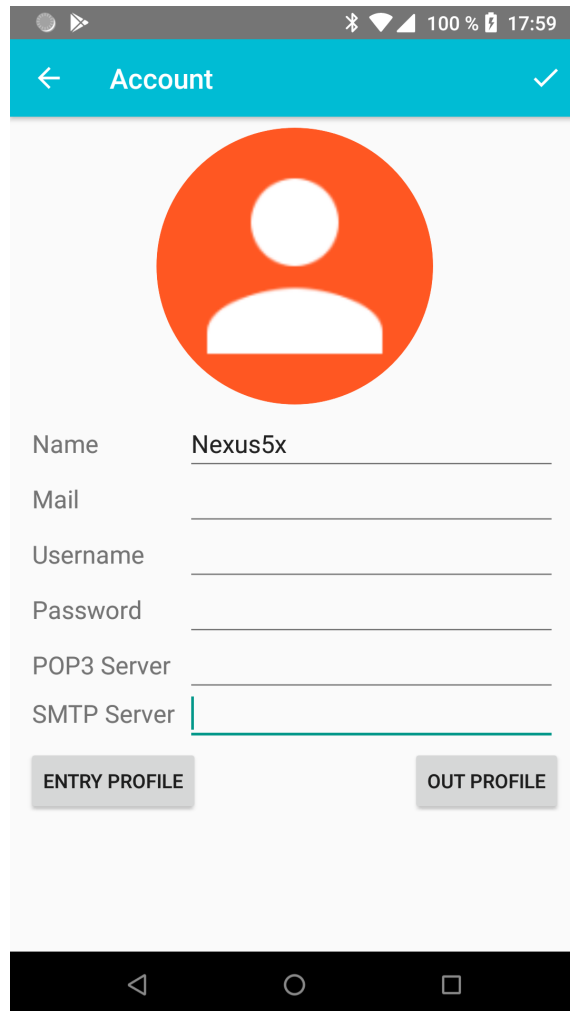 100 % 17:59
Account
Name Nexus5x
Mail
Username
Password
POP3 Server
SMTP Server
ENTRY PROFILE OUT PROFILE